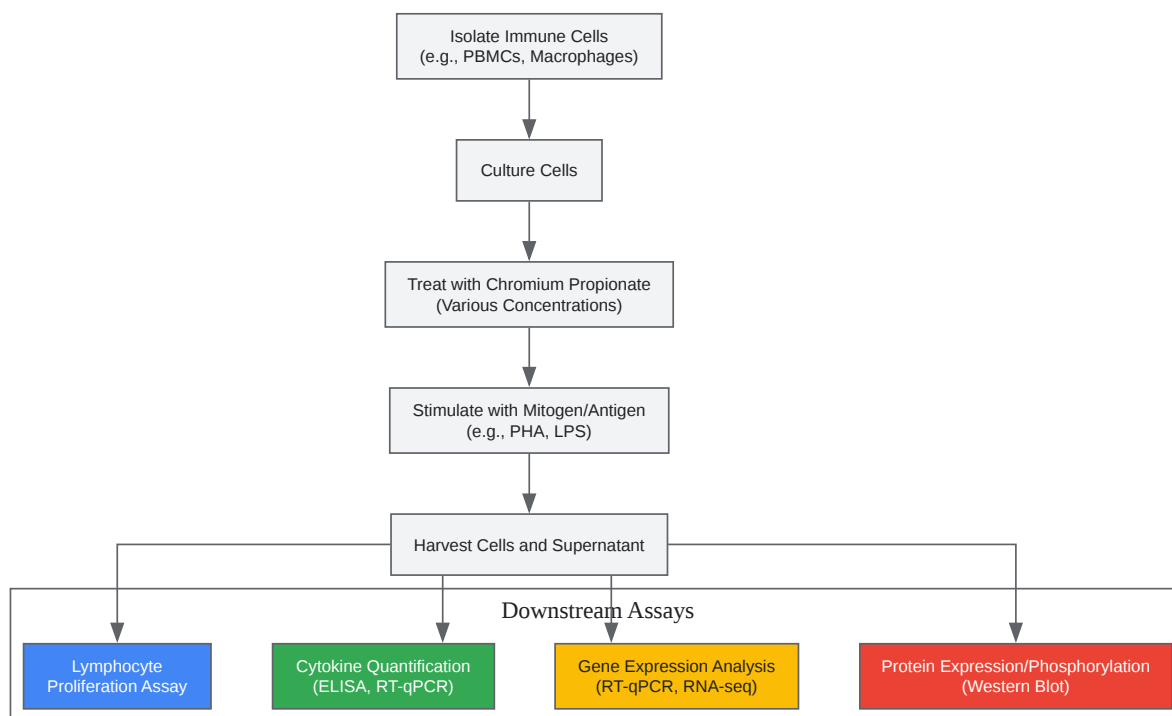 Isolate Immune Cells
(e.g., PBMCs, Macrophages)
Culture Cells
Treat with Chromium Propionate
(Various Concentrations)
Stimulate with Mitogen/Antigen
(e.g., PHA, LPS)
Harvest Cells and Supernatant
Downstream Assays
Lymphocyte
Proliferation Assay
Cytokine Quantification
(ELISA, RT-qPCR)
Gene Expression Analysis
(RT-qPCR, RNA-seq)
Protein Expression/Phosphorylation
(Western Blot)